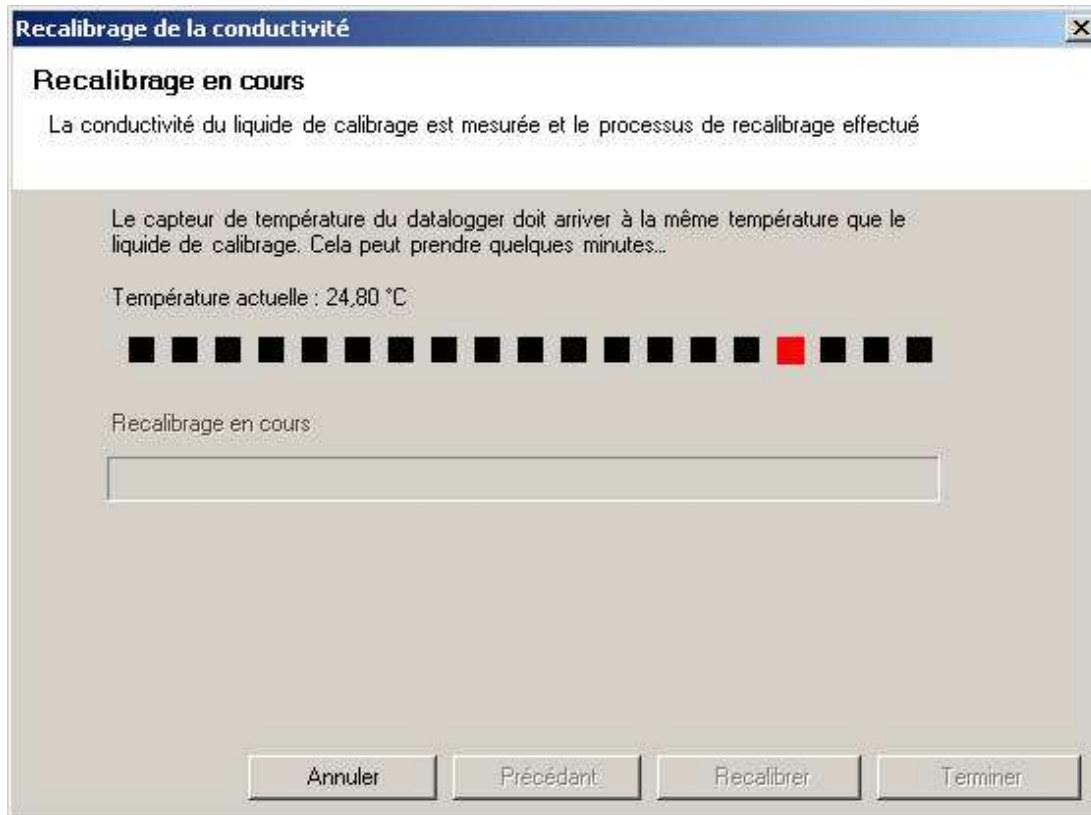 Recalibrage de la conductivité
Recalibrage en cours
La conductivité du liquide de calibrage est mesurée et le processus de recalibrage effectué
Le capteur de température du datalogger doit arriver à la même température que le
liquide de calibrage. Cela peut prendre quelques minutes...
Température actuelle : 24,80 °C
Recalibrage en cours
Annuler
Précédant
Recalibrer
Terminer